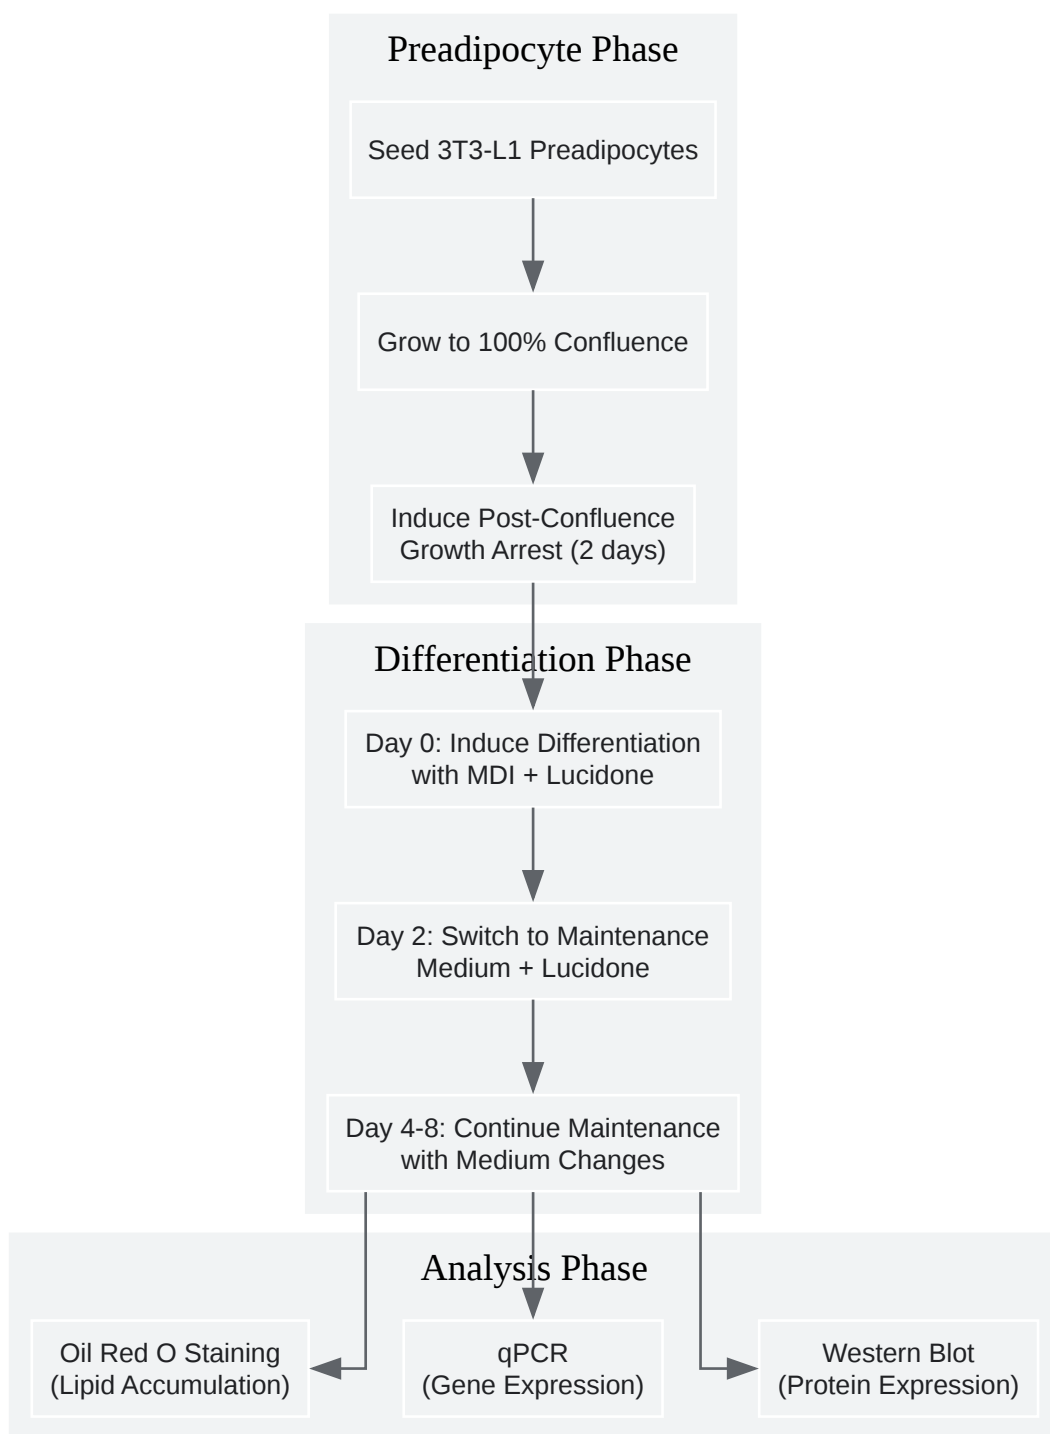 Preadipocyte Phase
Seed 3T3-L1 Preadipocytes
Grow to 100% Confluence
Induce Post-Confluence
Growth Arrest (2 days)
Differentiation Phase
Day 0: Induce Differentiation
with MDI + Lucidone
Day 2: Switch to Maintenance
Medium + Lucidone
Day 4-8: Continue Maintenance
with Medium Changes
Analysis Phase
Oil Red O Staining
(Lipid Accumulation)
qPCR
(Gene Expression)
Western Blot
(Protein Expression)